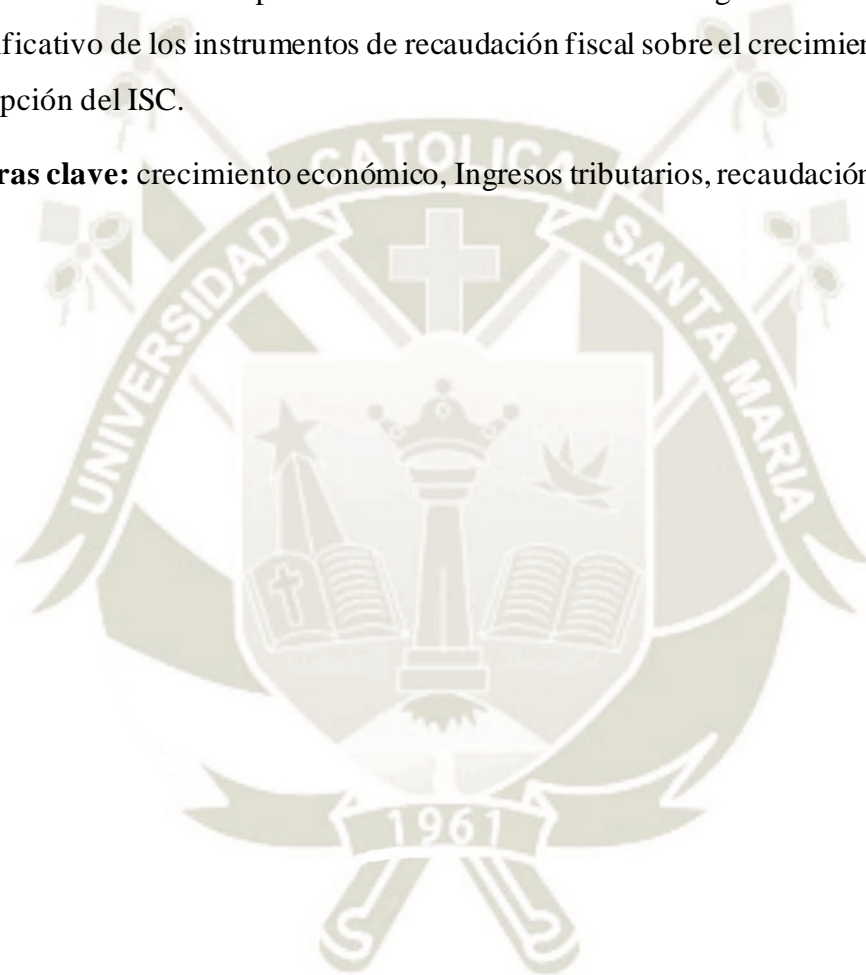 ificativo de los instrumentos de recaudación fiscal sobre el crecimien
pción del ISC.
ras clave: crecimiento económico, Ingresos tributarios, recaudación
UNIVERSIDAD CATOLICA SANTA MARIA
1961